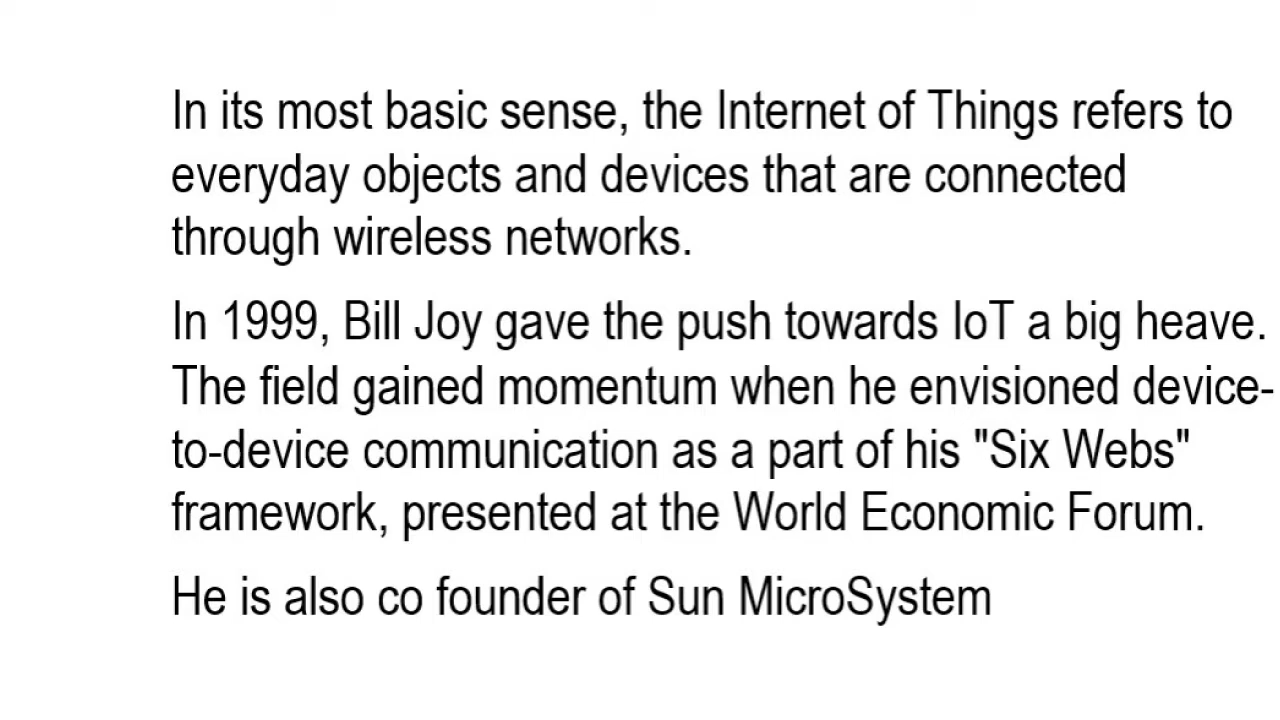 In its most basic sense, the Internet of Things refers to
everyday objects and devices that are connected
through wireless networks.
In 1999, Bill Joy gave the push towards IoT a big heave.
The field gained momentum when he envisioned device-
to-device communication as a part of his "Six Webs"
framework, presented at the World Economic Forum.
He is also co founder of Sun MicroSystem